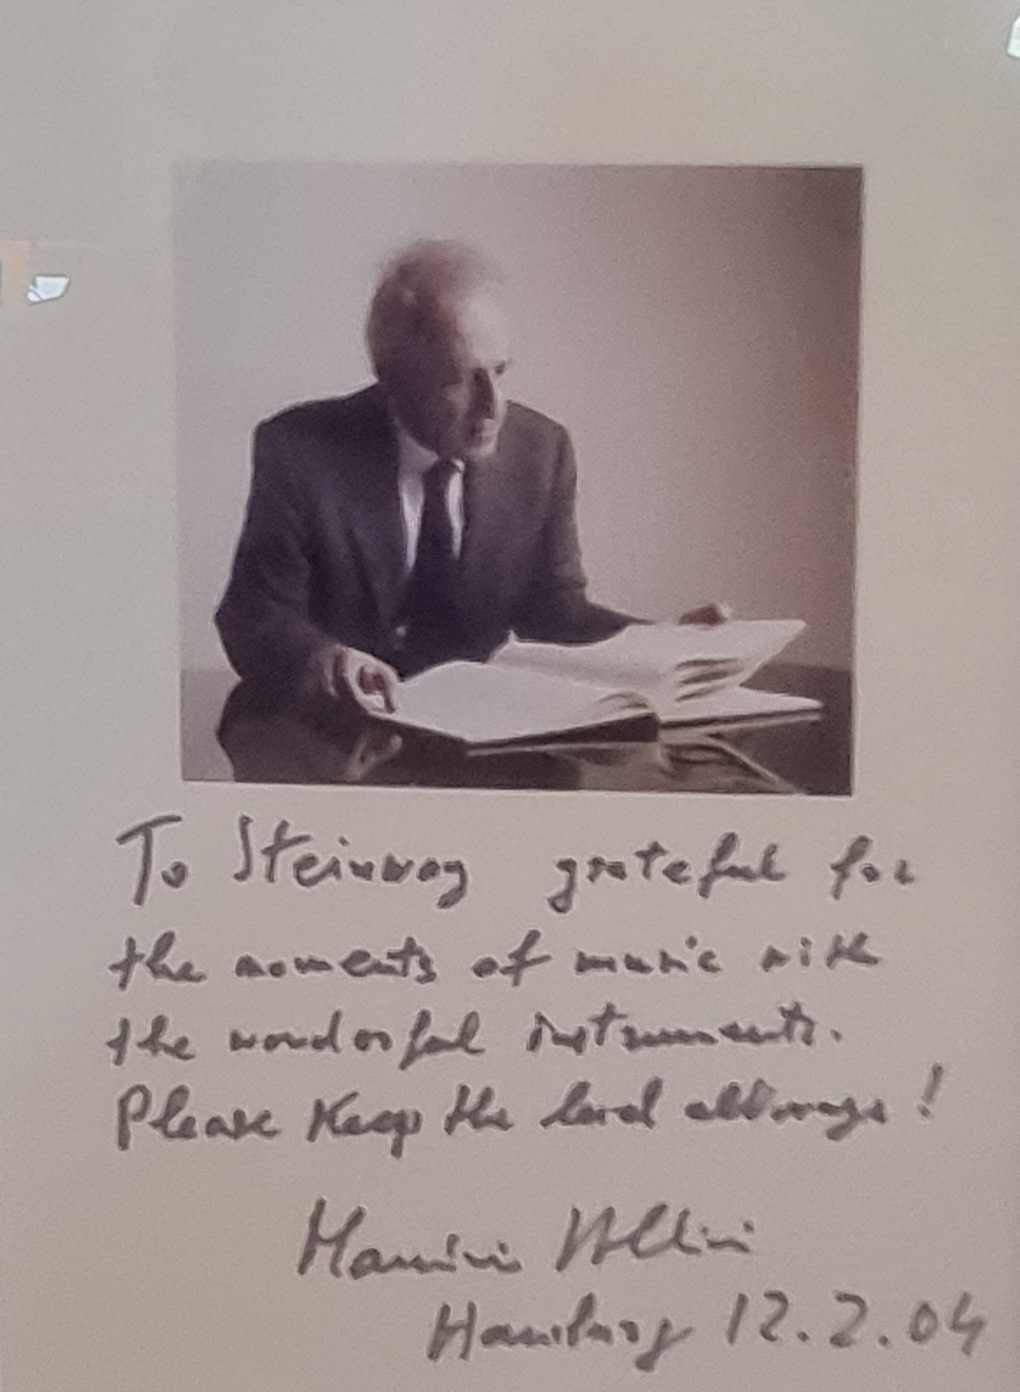 To Steinway grateful for
the moments of music with
the wonderful instruments.
Please Keep the level allways !
Maurizio Pollini
Hamburg 12.2.04